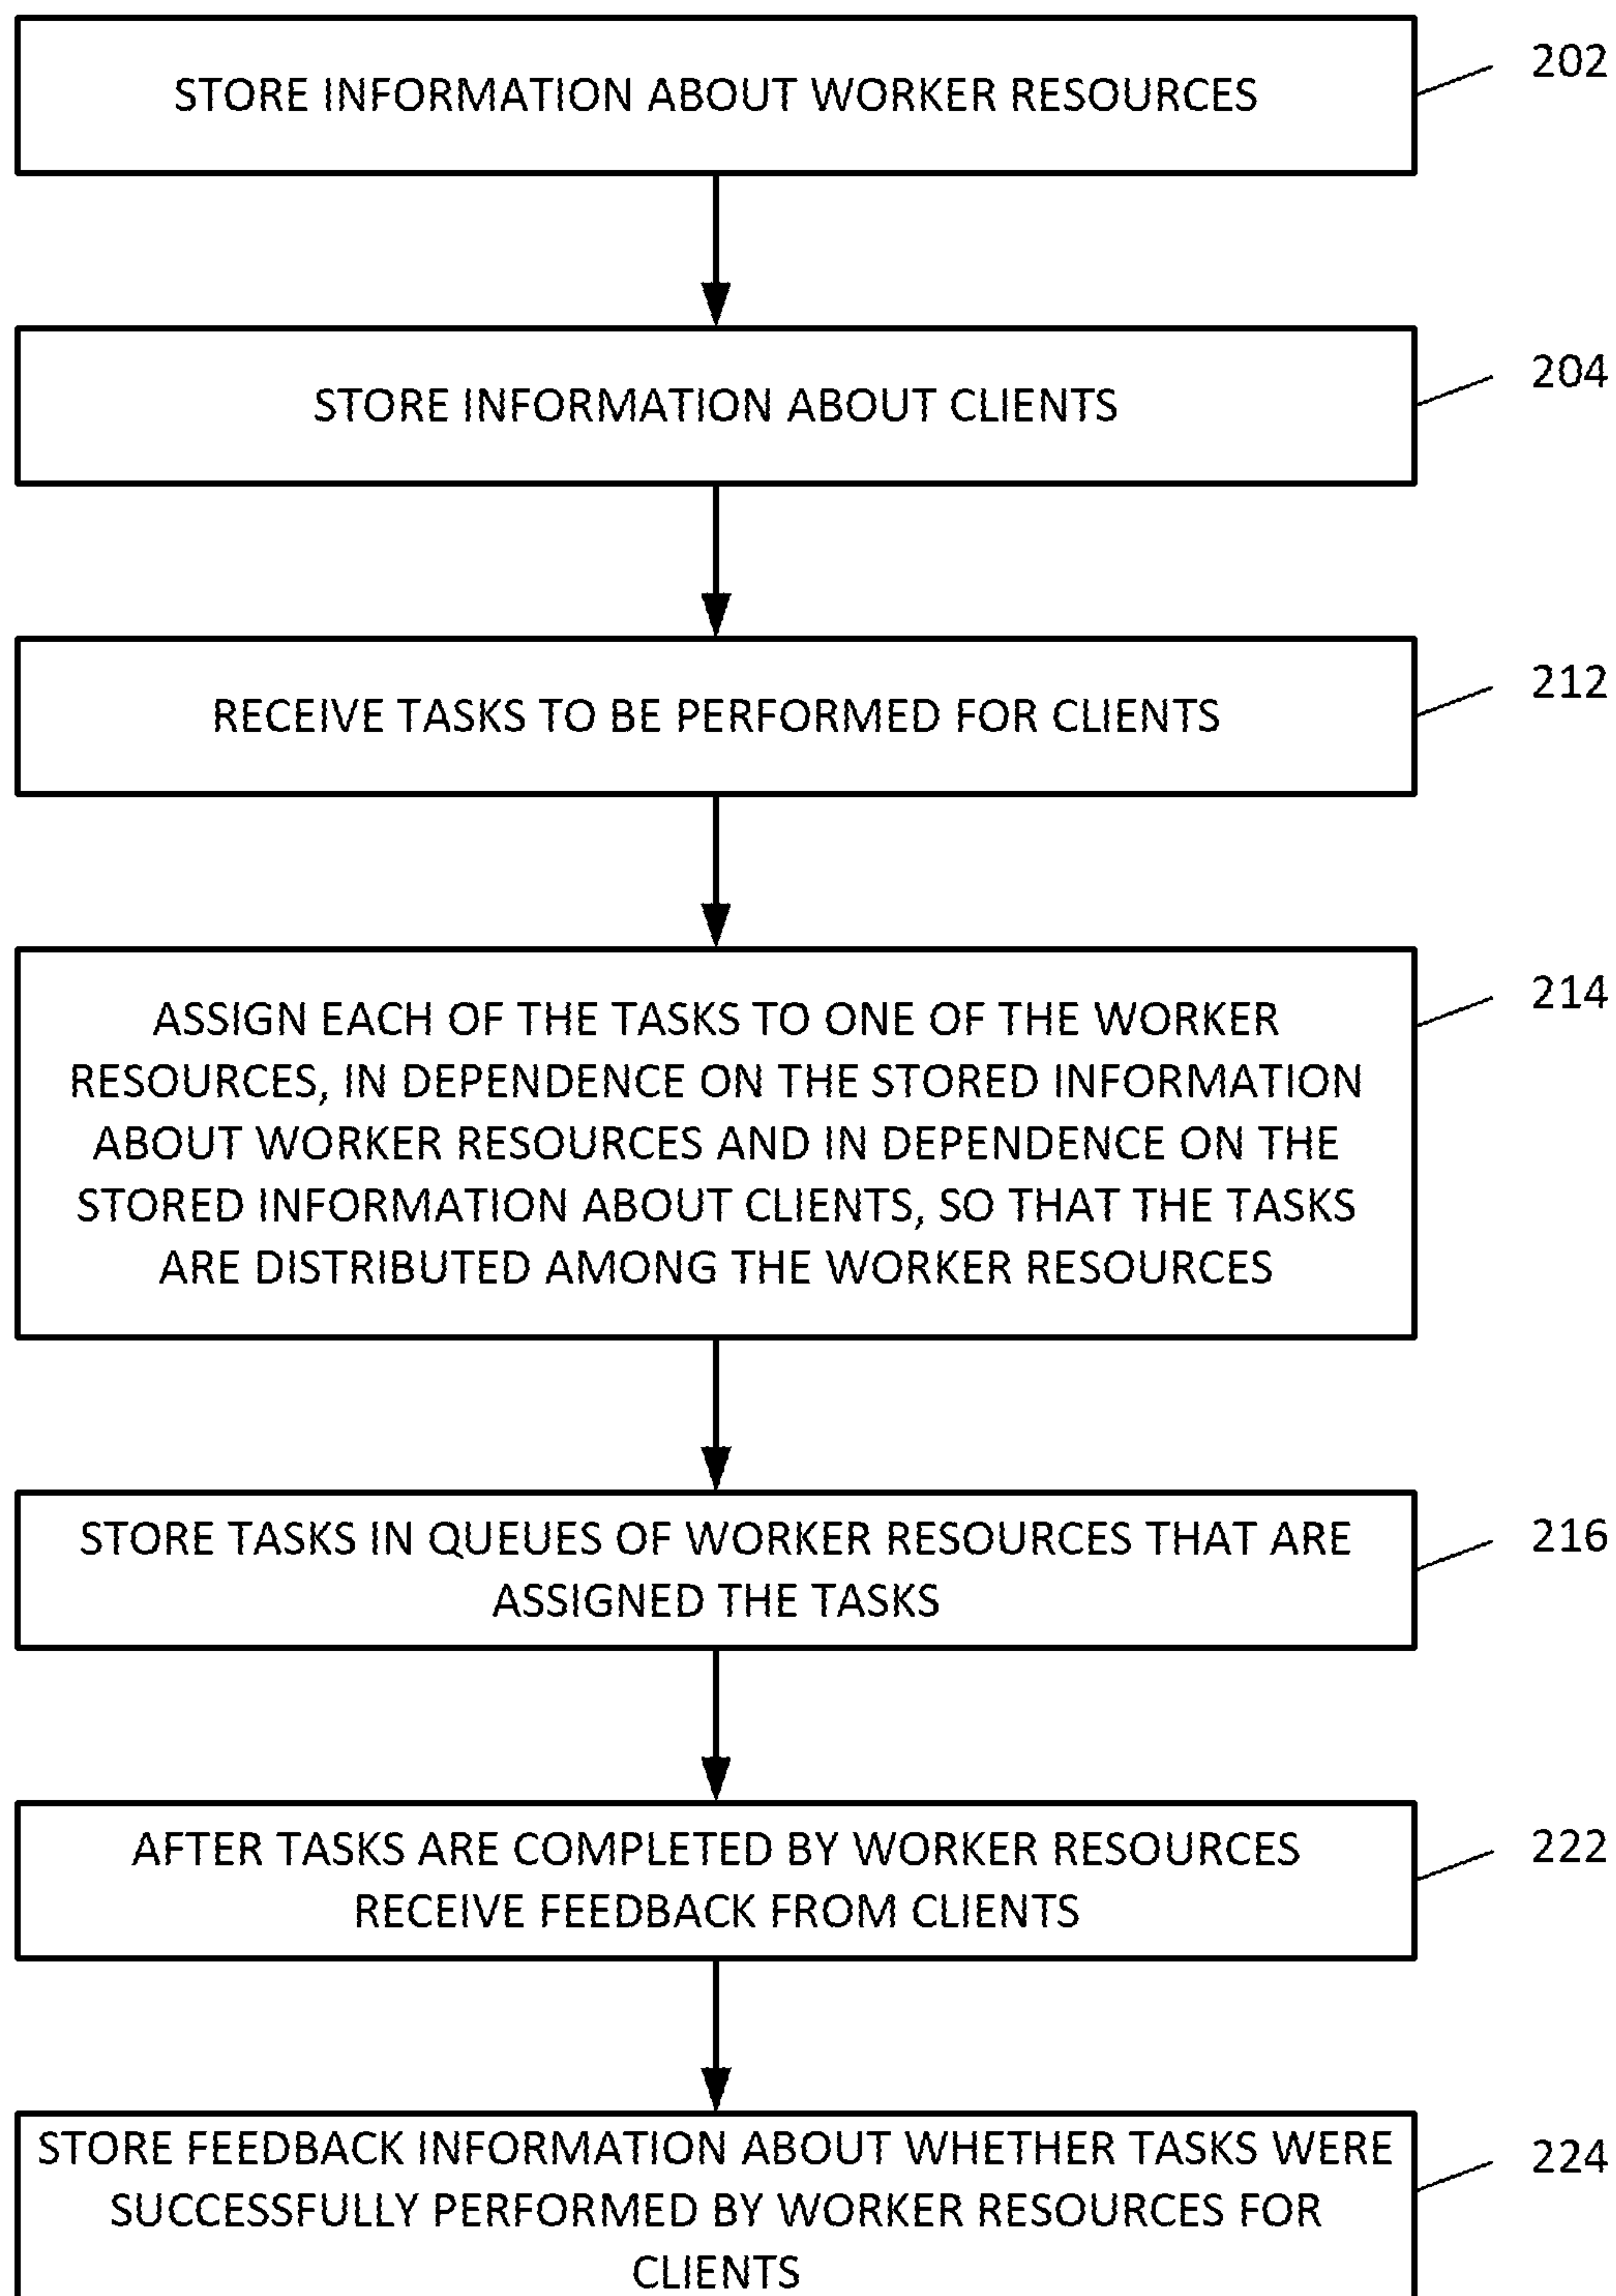 STORE INFORMATION ABOUT WORKER RESOURCES
202
STORE INFORMATION ABOUT CLIENTS
204
RECEIVE TASKS TO BE PERFORMED FOR CLIENTS
212
ASSIGN EACH OF THE TASKS TO ONE OF THE WORKER
RESOURCES, IN DEPENDENCE ON THE STORED INFORMATION
ABOUT WORKER RESOURCES AND IN DEPENDENCE ON THE
STORED INFORMATION ABOUT CLIENTS, SO THAT THE TASKS
ARE DISTRIBUTED AMONG THE WORKER RESOURCES
214
STORE TASKS IN QUEUES OF WORKER RESOURCES THAT ARE
ASSIGNED THE TASKS
216
AFTER TASKS ARE COMPLETED BY WORKER RESOURCES
RECEIVE FEEDBACK FROM CLIENTS
222
STORE FEEDBACK INFORMATION ABOUT WHETHER TASKS WERE
SUCCESSFULLY PERFORMED BY WORKER RESOURCES FOR
CLIENTS
224